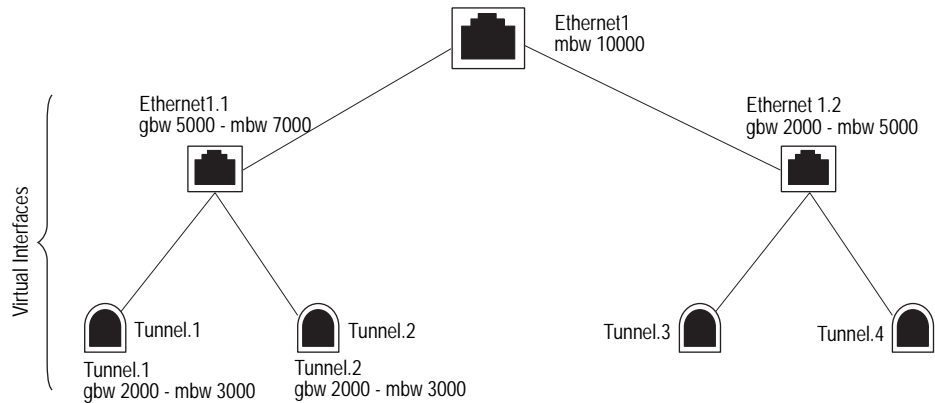 Ethernet1
mbw 10000
Ethernet1.1
gbw 5000 - mbw 7000
Ethernet 1.2
gbw 2000 - mbw 5000
Virtual Interfaces
Tunnel.1
Tunnel.2
Tunnel.3
Tunnel.4
Tunnel.1
gbw 2000 - mbw 3000
Tunnel.2
gbw 2000 - mbw 3000